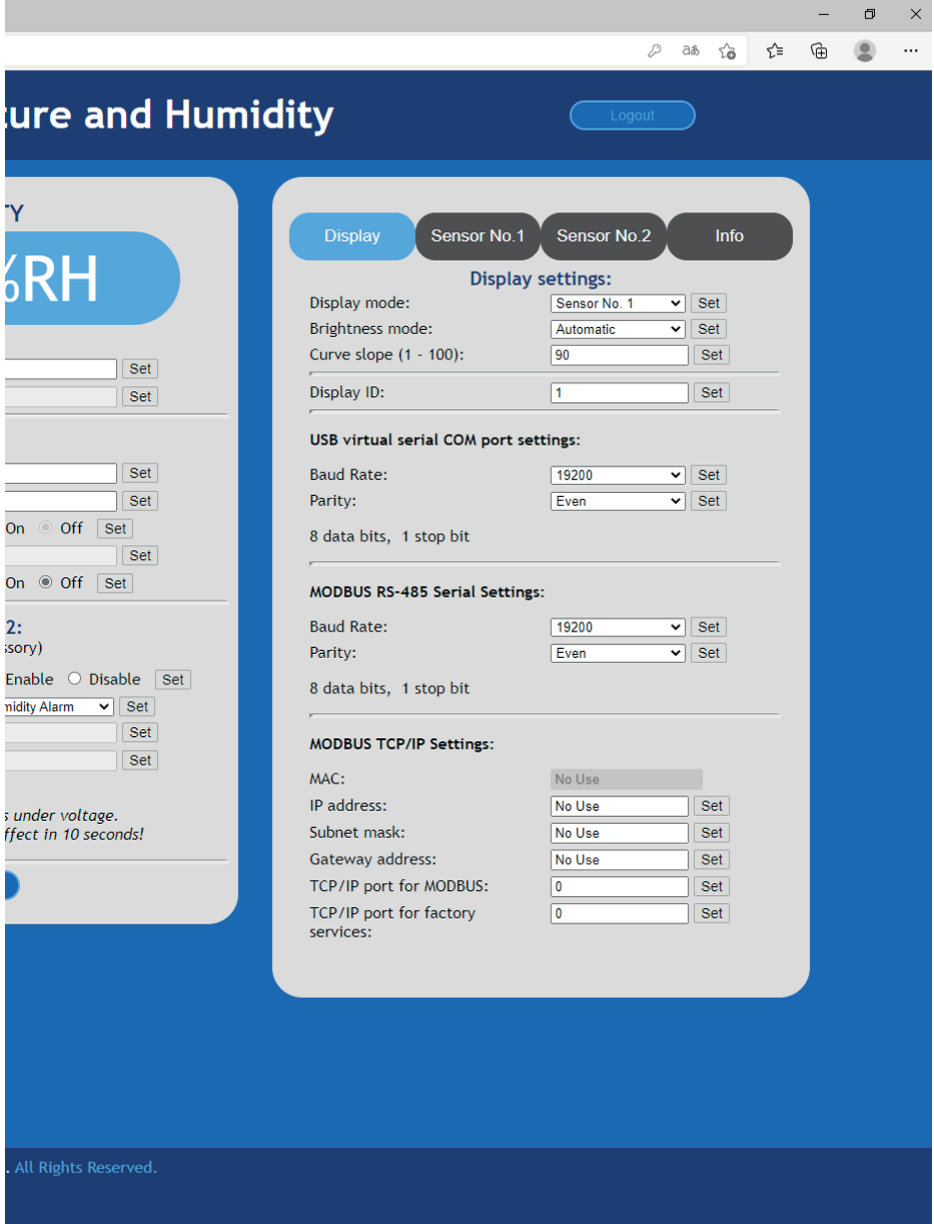 ture and Humidity
Logout
TY
%RH
Set
Set
Set
Set
On Off Set
Set
On Off Set
2:
ssory)
Enable Disable Set
midity Alarm Set
Set
Set
s under voltage.
ffect in 10 seconds!
Display Sensor No.1 Sensor No.2 Info
Display settings:
Display mode: Sensor No. 1 Set
Brightness mode: Automatic Set
Curve slope (1 - 100): 90 Set
Display ID: 1 Set
USB virtual serial COM port settings:
Baud Rate: 19200 Set
Parity: Even Set
8 data bits, 1 stop bit
MODBUS RS-485 Serial Settings:
Baud Rate: 19200 Set
Parity: Even Set
8 data bits, 1 stop bit
MODBUS TCP/IP Settings:
MAC: No Use
IP address: No Use Set
Subnet mask: No Use Set
Gateway address: No Use Set
TCP/IP port for MODBUS: 0 Set
TCP/IP port for factory
services: 0 Set
. All Rights Reserved.